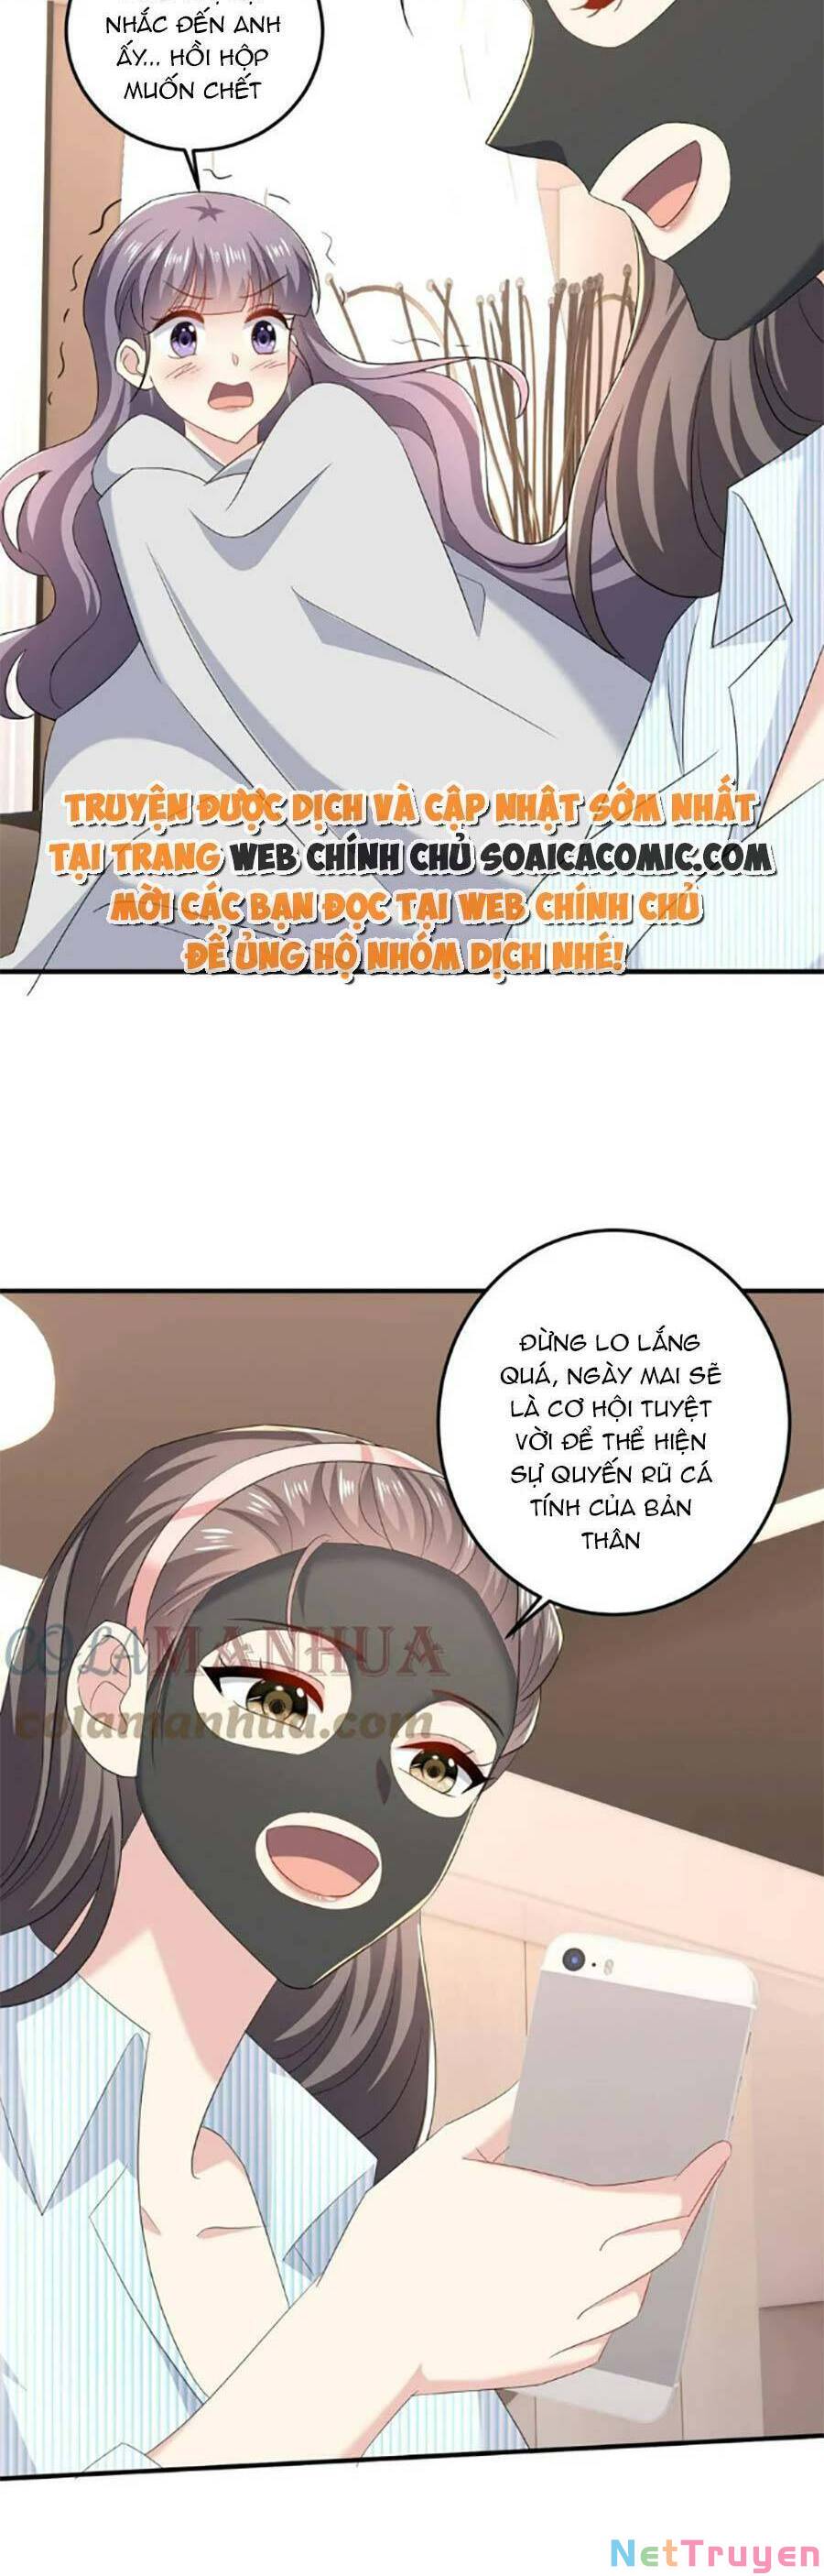 NHẮC ĐẾN ANH
ẤY... HỒI HỘP
MUỐN CHẾT
TRUYỆN ĐƯỢC DỊCH VÀ CẬP NHẬT SỚM NHẤT
TẠI TRANG WEB CHÍNH CHỦ SOAICACOMIC.COM
MỜI CÁC BẠN ĐỌC TẠI WEB CHÍNH CHỦ
ĐỂ ỦNG HỘ NHÓM DỊCH NHÉ!
ĐỪNG LO LẮNG
QUÁ, NGÀY MAI SẼ
LÀ CƠ HỘI TUYỆT
VỜI ĐỂ THỂ HIỆN
SỰ QUYẾN RŨ CÁ
TÍNH CỦA BẢN
THÂN
COLAMANHUA
colamanhua.com
NetTruyen